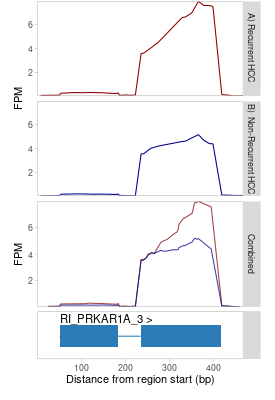 6
4
2
FPM
A) Recurrent HCC
6
4
2
B) Non-Recurrent HCC
6
4
2
FPM
Combined
RI_PRKAR1A_3 >
100 200 300 400
Distance from region start (bp)